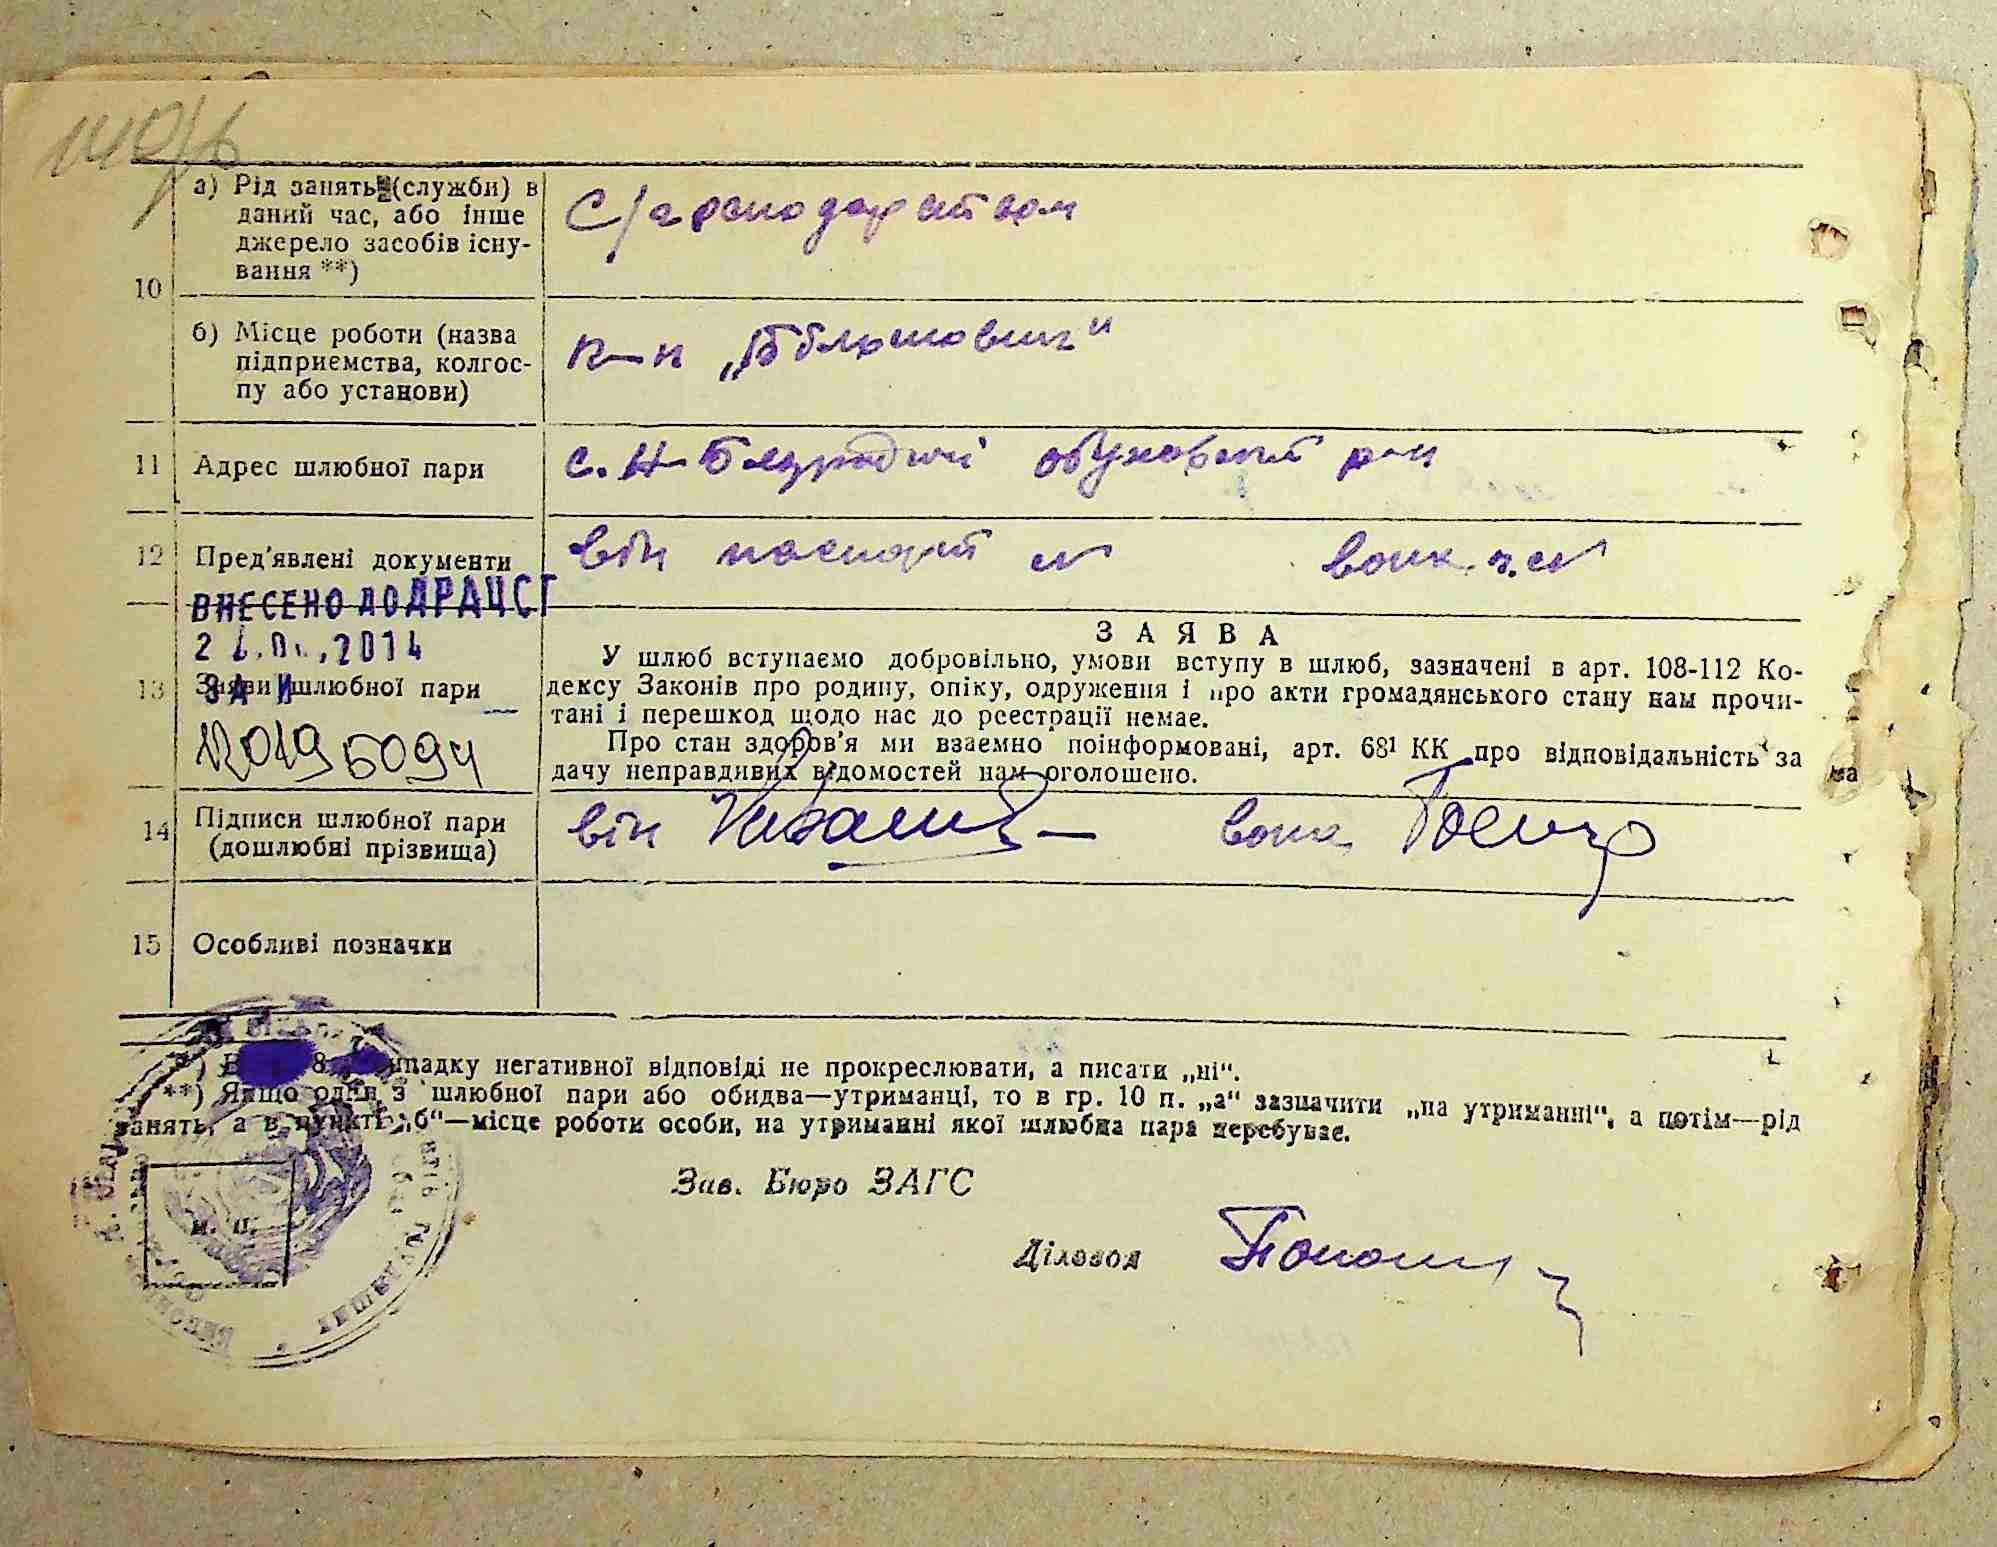 а) Рід занять (служби) в
даний час, або інше
джерело засобів існу-
вання **)
10
С/господарством
б) Місце роботи (назва
підприємства, колгос-
пу або установи)
к-п „Більшовик"
11 Адрес шлюбної пари
с. Н-Безрадичі обуховский р-н
12 Пред'явлені документи
він паспорт вона
ВНЕСЕНО ДО ДРАЦСГ
2014
13 Заяви шлюбної пари
ЗА И
120195094
З А Я В А
У шлюб вступаємо добровільно, умови вступу в шлюб, зазначені в арт. 108-112 Ко-
дексу Законів про родину, опіку, одруження і про акти громадянського стану нам прочи-
тані і перешкод щодо нас до реєстрації немає.
Про стан здоров'я ми взаємно поінформовані, арт. 68¹ КК про відповідальність за
дачу неправдивих відомостей нам оголошено.
14 Підписи шлюбної пари
(дошлюбні прізвища)
він вона
15 Особливі позначки
*) В 8 випадку негативної відповіді не прокреслювати, а писати „ні".
**) Якщо один з шлюбної пари або обидва—утриманці, то в гр. 10 п. „а" зазначити „на утриманні", а потім—рід
занять, а в пункті „б"—місце роботи особи, на утриманні якої шлюбна пара перебуває.
Зав. Бюро ЗАГС
м. п.
Діловод